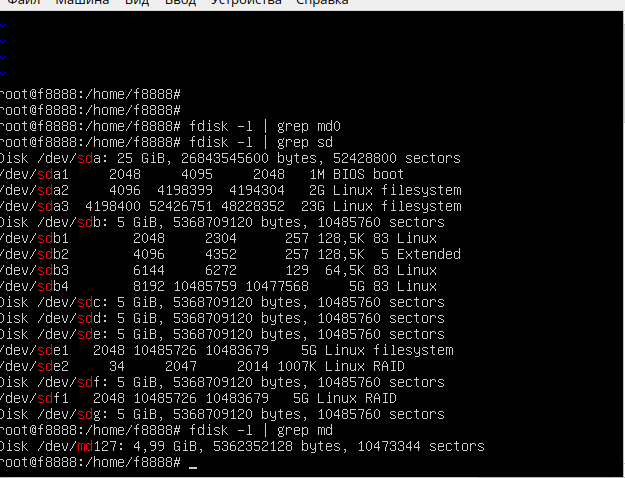 Файл Машина Вид Ввод Устройства Справка
~
~
~
~
root@f8888:/home/f8888#
root@f8888:/home/f8888#
root@f8888:/home/f8888# fdisk -l | grep md0
root@f8888:/home/f8888# fdisk -l | grep sd
Disk /dev/sda: 25 GiB, 26843545600 bytes, 52428800 sectors
/dev/sda1 2048 4095 2048 1M BIOS boot
/dev/sda2 4096 4198399 4194304 2G Linux filesystem
/dev/sda3 4198400 52426751 48228352 23G Linux filesystem
Disk /dev/sdb: 5 GiB, 5368709120 bytes, 10485760 sectors
/dev/sdb1 2048 2304 257 128,5K 83 Linux
/dev/sdb2 4096 4352 257 128,5K 5 Extended
/dev/sdb3 6144 6272 129 64,5K 83 Linux
/dev/sdb4 8192 10485759 10477568 5G 83 Linux
Disk /dev/sdc: 5 GiB, 5368709120 bytes, 10485760 sectors
Disk /dev/sdd: 5 GiB, 5368709120 bytes, 10485760 sectors
Disk /dev/sde: 5 GiB, 5368709120 bytes, 10485760 sectors
/dev/sde1 2048 10485726 10483679 5G Linux filesystem
/dev/sde2 34 2047 2014 1007K Linux RAID
Disk /dev/sdf: 5 GiB, 5368709120 bytes, 10485760 sectors
/dev/sdf1 2048 10485726 10483679 5G Linux RAID
Disk /dev/sdg: 5 GiB, 5368709120 bytes, 10485760 sectors
root@f8888:/home/f8888# fdisk -l | grep md
Disk /dev/md127: 4,99 GiB, 5362352128 bytes, 10473344 sectors
root@f8888:/home/f8888# _